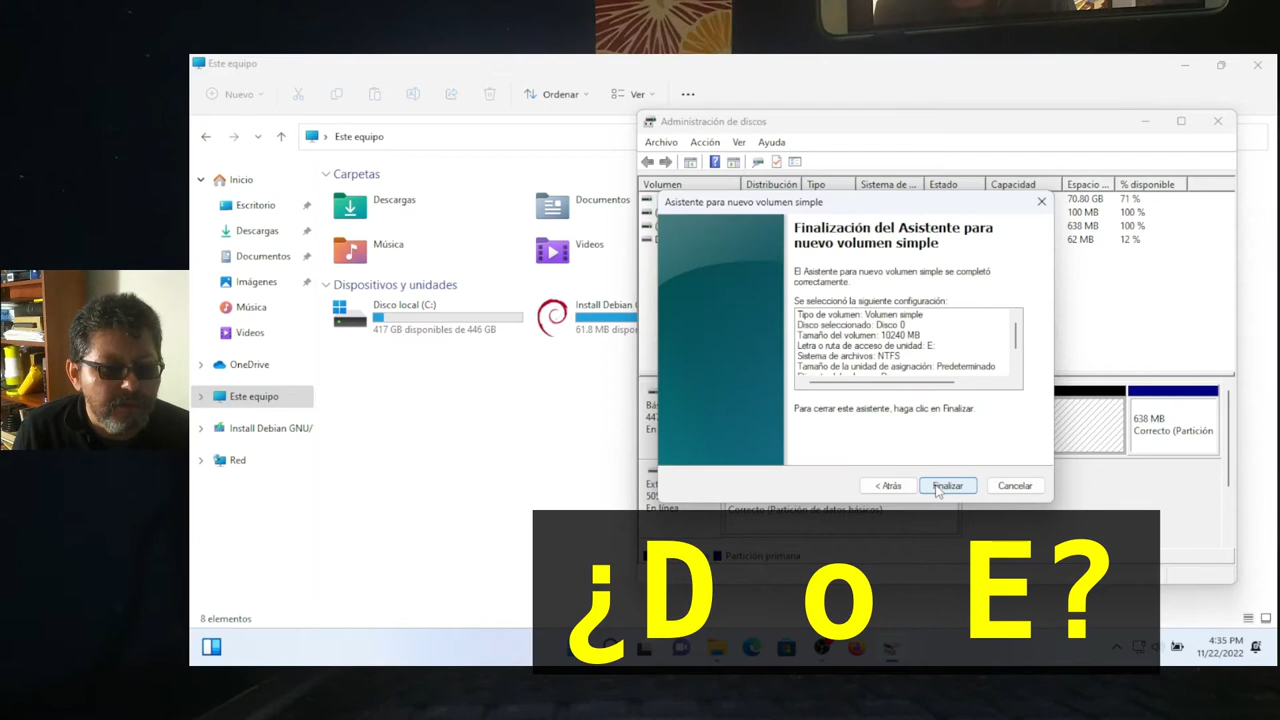 Este equipo
Nuevo
Ordenar
Ver
Este equipo
Inicio
Escritorio
Descargas
Documentos
Imágenes
Música
Videos
OneDrive
Este equipo
Install Debian GNU/
Red
Carpetas
Descargas
Documentos
Música
Videos
Dispositivos y unidades
Disco local (C:)
417 GB disponibles de 446 GB
Install Debian
61.8 MB
8 elementos
Administración de discos
Archivo Acción Ver Ayuda
Volumen Distribución Tipo Sistema de ... Estado Capacidad Espacio ... % disponible
70.80 GB 71 %
100 MB 100 %
638 MB 100 %
62 MB 12 %
Asistente para nuevo volumen simple
Finalización del Asistente para
nuevo volumen simple
El Asistente para nuevo volumen simple se completó
correctamente.
Se seleccionó la siguiente configuración:
Tipo de volumen: Volumen simple
Disco seleccionado: Disco 0
Tamaño del volumen: 10240 MB
Letra o ruta de acceso de unidad: E:
Sistema de archivos: NTFS
Tamaño de la unidad de asignación: Predeterminado
Para cerrar este asistente, haga clic en Finalizar.
< Atrás Finalizar Cancelar
638 MB
Correcto (Partición
En línea
Correcto (Partición de datos básicos)
Partición primaria
¿D o E?
4:35 PM
11/22/2022